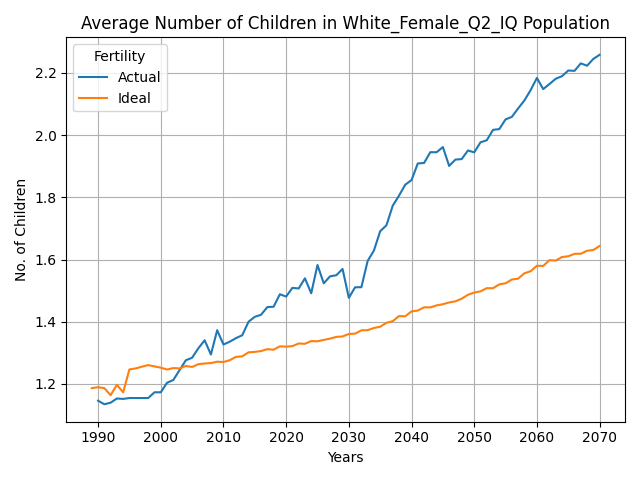 Average Number of Children in White_Female_Q2_IQ Population
Fertility
Actual
Ideal
No. of Children
2.2
2.0
1.8
1.6
1.4
1.2
1990 2000 2010 2020 2030 2040 2050 2060 2070
Years